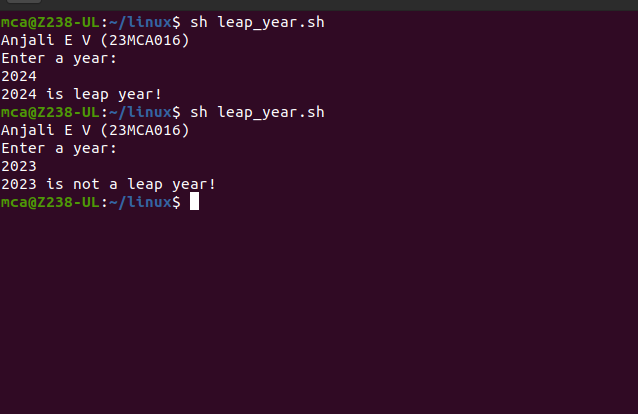 mca@Z238-UL:~/linux$ sh leap_year.sh
Anjali E V (23MCA016)
Enter a year:
2024
2024 is leap year!
mca@Z238-UL:~/linux$ sh leap_year.sh
Anjali E V (23MCA016)
Enter a year:
2023
2023 is not a leap year!
mca@Z238-UL:~/linux$